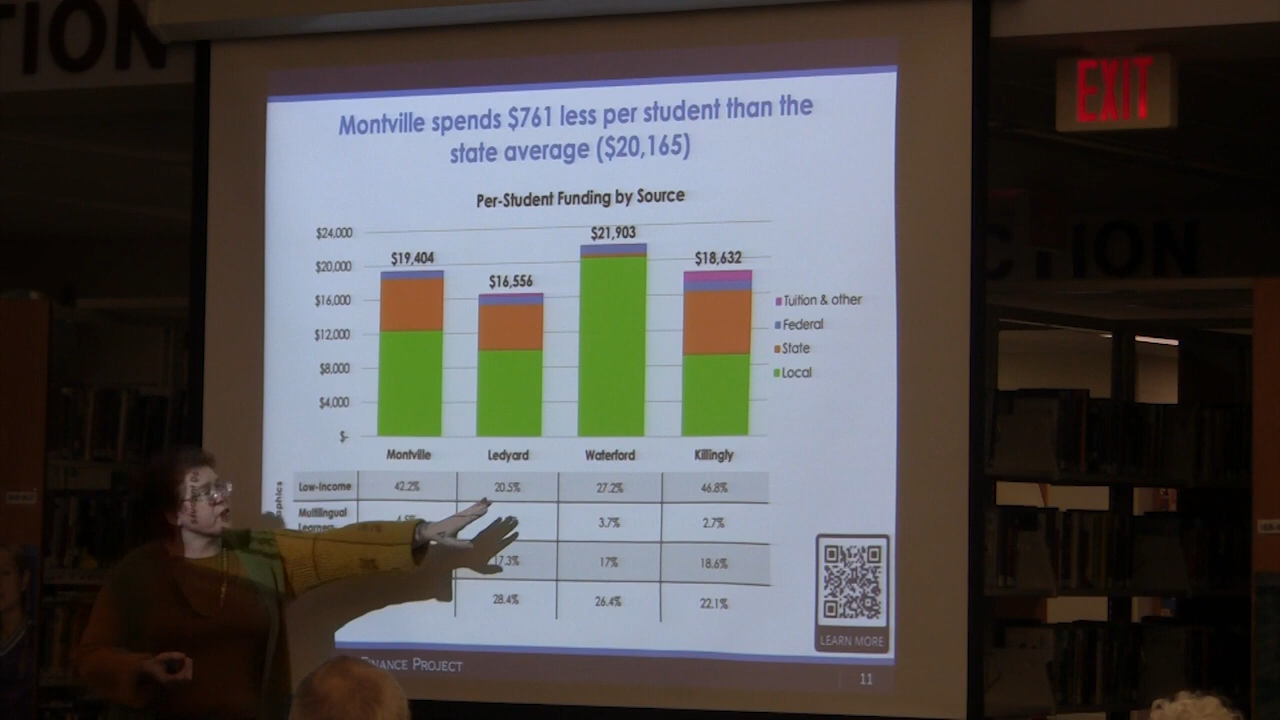 TION
EXIT
CTION
Montville spends $761 less per student than the
state average ($20,165)
Per-Student Funding by Source
$24,000
$20,000
$16,000
$12,000
$8,000
$4,000
$-
$19,404
$16,556
$21,903
$18,632
Tuition & other
Federal
State
Local
Montville Ledyard Waterford Killingly
Low-Income 42.2% 20.5% 27.2% 46.8%
Multilingual
Learners 3.7% 2.7%
17.3% 17% 18.6%
28.4% 26.4% 22.1%
LEARN MORE
FINANCE PROJECT
11